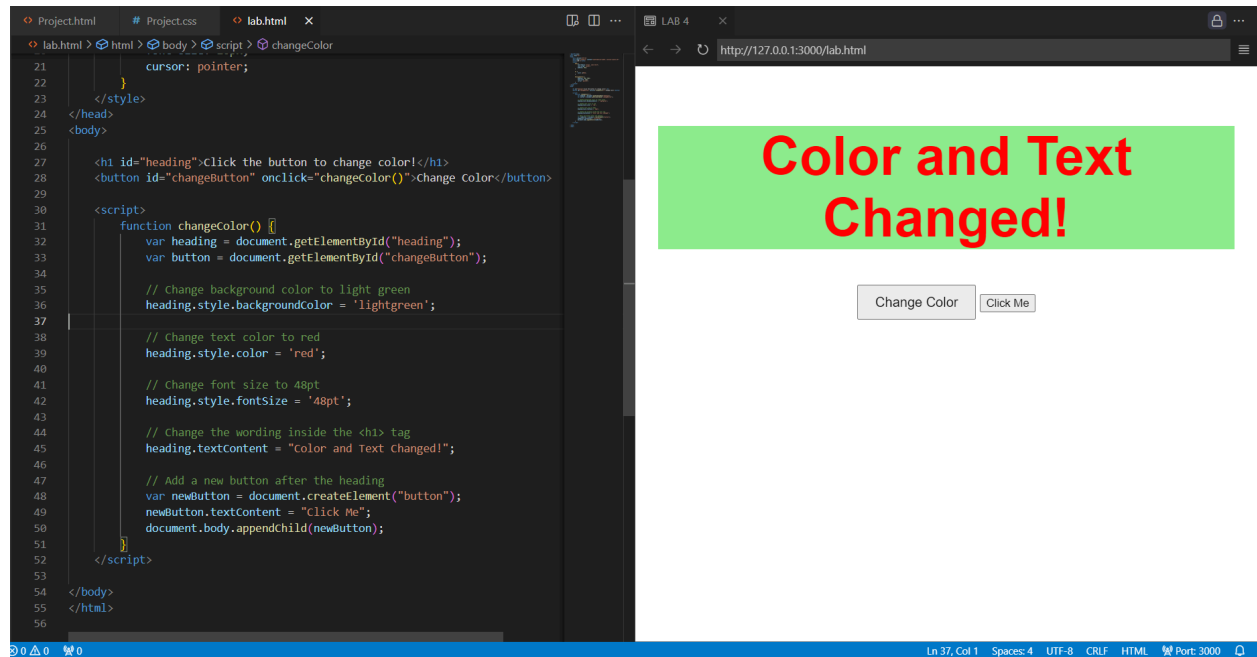 Project.html
# Project.css
lab.html
lab.html > html > body > script > changeColor
21 cursor: pointer;
22 }
23 </style>
24 </head>
25 <body>
26
27 <h1 id="heading">Click the button to change color!</h1>
28 <button id="changeButton" onclick="changeColor()">Change Color</button>
29
30 <script>
31 function changeColor() {
32 var heading = document.getElementById("heading");
33 var button = document.getElementById("changeButton");
34
35 // Change background color to light green
36 heading.style.backgroundColor = 'lightgreen';
37
38 // Change text color to red
39 heading.style.color = 'red';
40
41 // Change font size to 48pt
42 heading.style.fontSize = '48pt';
43
44 // Change the wording inside the <h1> tag
45 heading.textContent = "Color and Text Changed!";
46
47 // Add a new button after the heading
48 var newButton = document.createElement("button");
49 newButton.textContent = "Click Me";
50 document.body.appendChild(newButton);
51 }
52 </script>
53
54 </body>
55 </html>
56
LAB 4
http://127.0.0.1:3000/lab.html
Color and Text
Changed!
Change Color
Click Me
0 0 0
Ln 37, Col 1 Spaces: 4 UTF-8 CRLF HTML Port: 3000